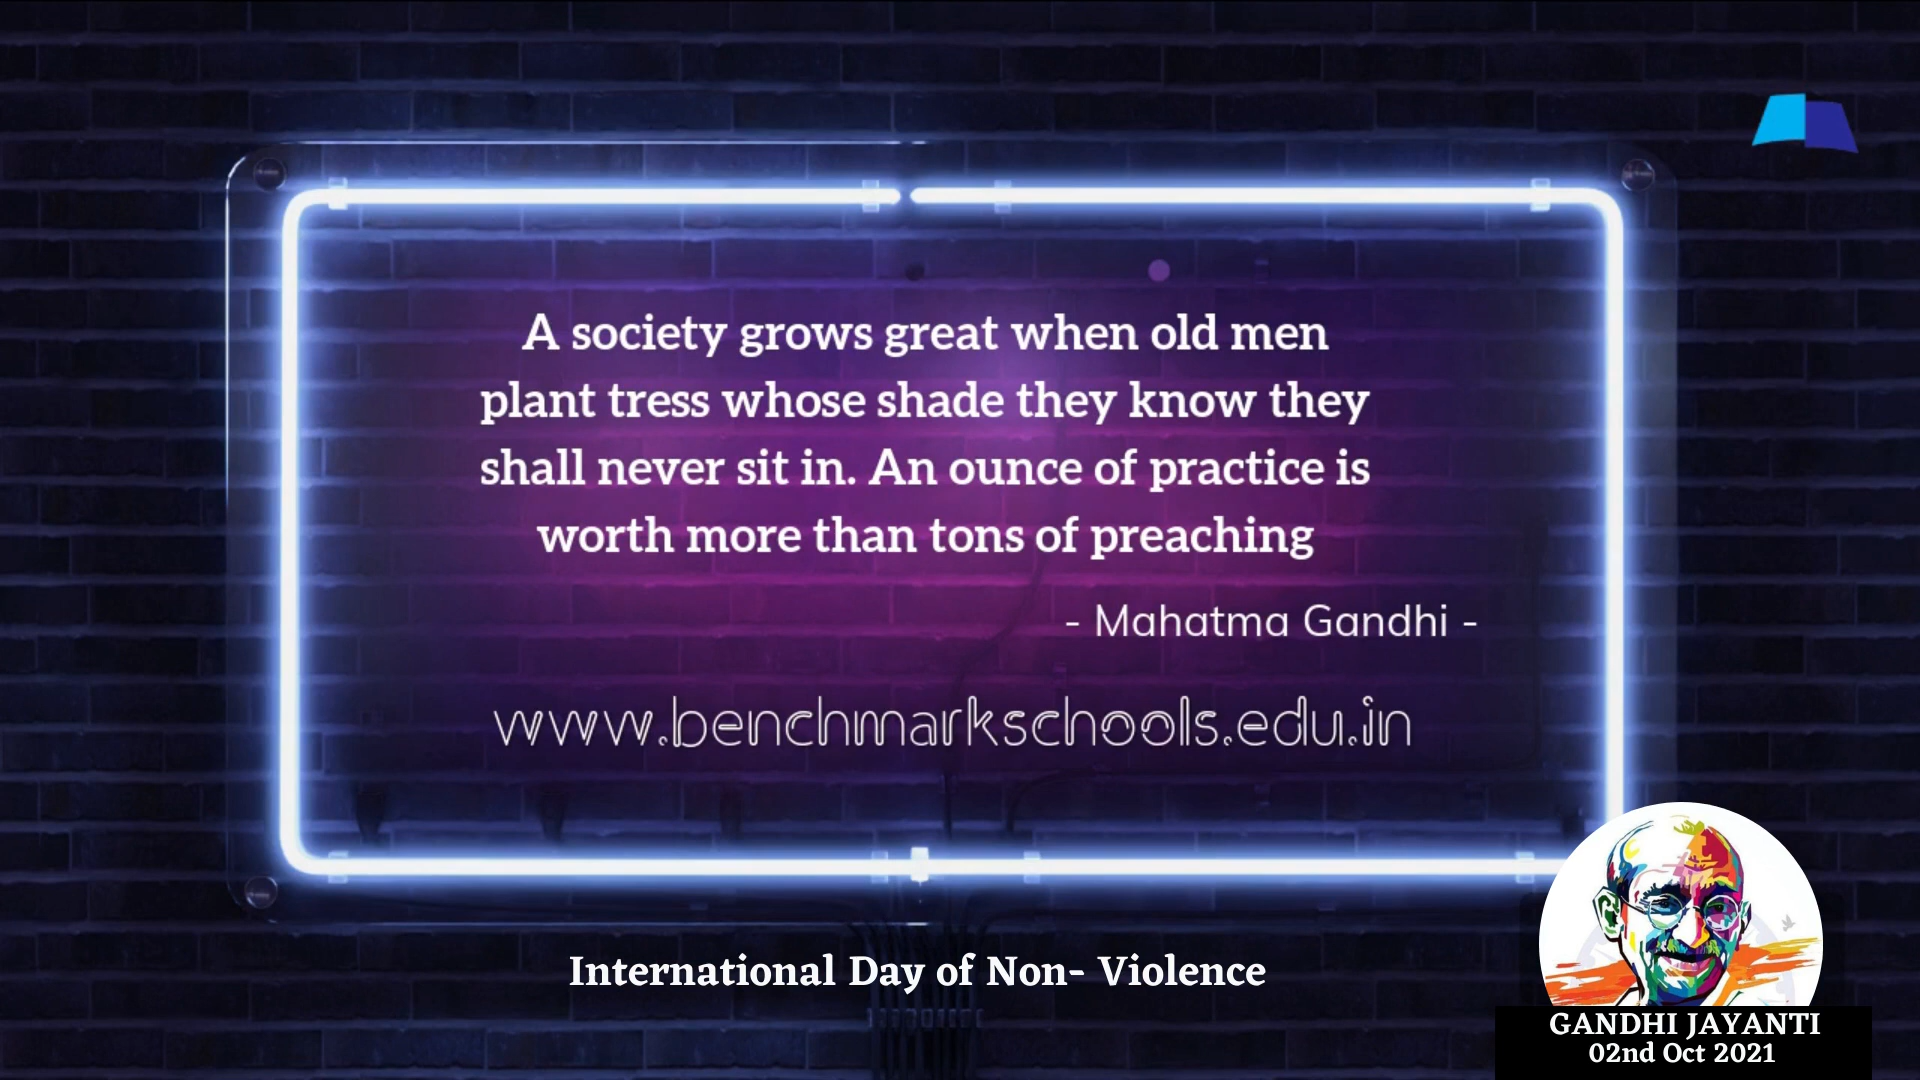 A society grows great when old men
plant tress whose shade they know they
shall never sit in. An ounce of practice is
worth more than tons of preaching
- Mahatma Gandhi -
www.benchmarkschools.edu.in
International Day of Non- Violence
GANDHI JAYANTI
02nd Oct 2021